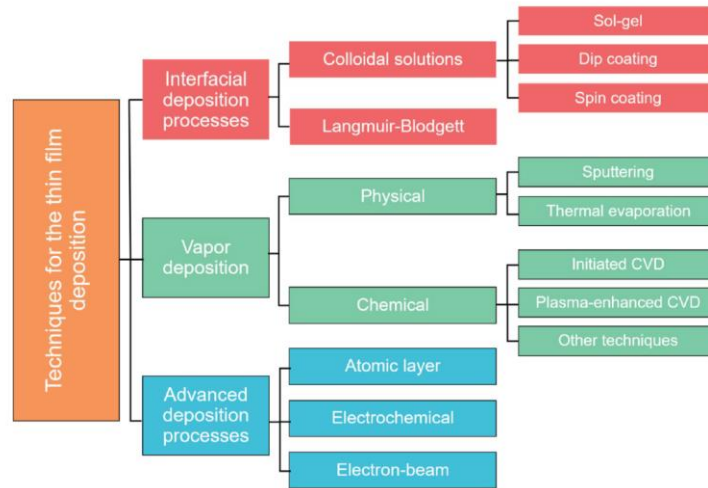 Techniques for the thin film
deposition
Interfacial
deposition
processes
Colloidal solutions
Sol-gel
Dip coating
Spin coating
Langmuir-Blodgett
Vapor
deposition
Physical
Sputtering
Thermal evaporation
Chemical
Initiated CVD
Plasma-enhanced CVD
Other techniques
Advanced
deposition
processes
Atomic layer
Electrochemical
Electron-beam